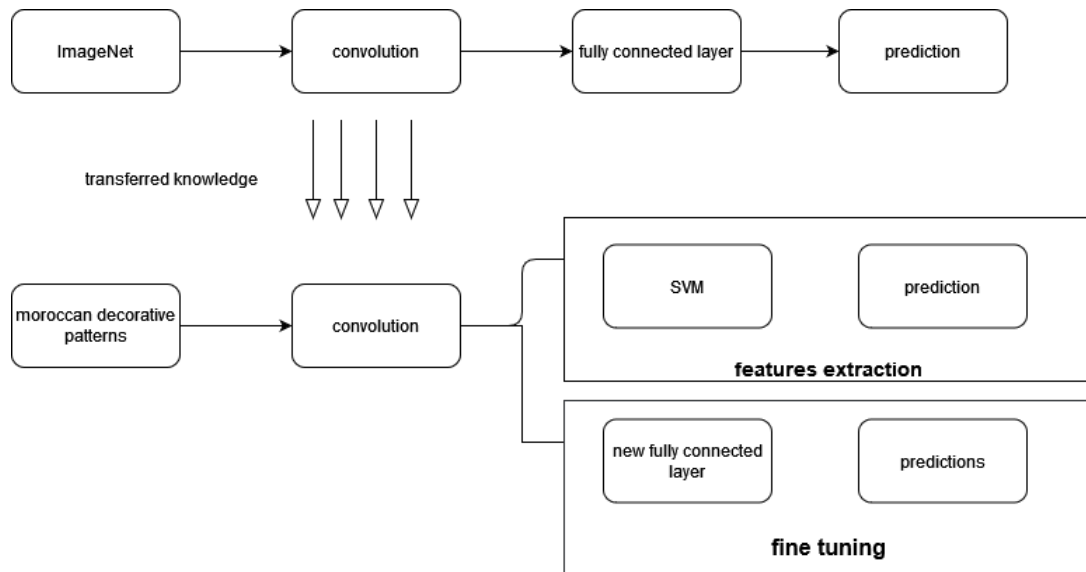 ImageNet
convolution
fully connected layer
prediction
transferred knowledge
moroccan decorative
patterns
convolution
SVM
prediction
features extraction
new fully connected
layer
predictions
fine tuning